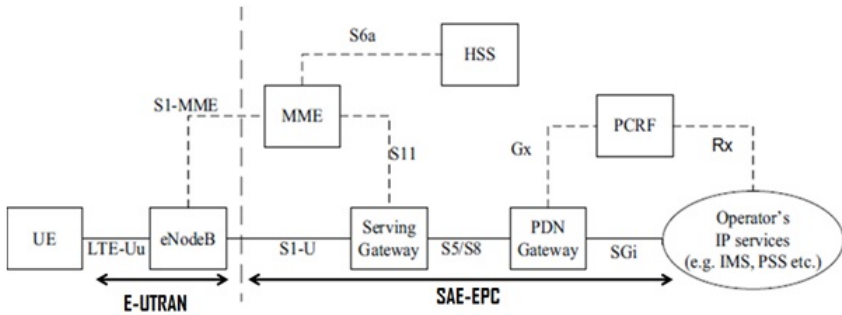 S6a
HSS
S1-MME
MME
PCRF
S11
Gx
Rx
UE
LTE-Uu
eNodeB
S1-U
Serving
Gateway
S5/S8
PDN
Gateway
SGi
Operator's
IP services
(e.g. IMS, PSS etc.)
E-UTRAN
SAE-EPC